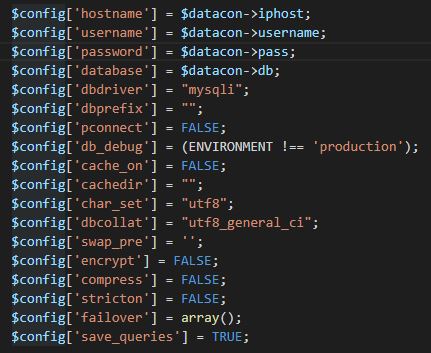 $config['hostname'] = $datacon->iphost;
$config['username'] = $datacon->username;
$config['password'] = $datacon->pass;
$config['database'] = $datacon->db;
$config['dbdriver'] = "mysqli";
$config['dbprefix'] = "";
$config['pconnect'] = FALSE;
$config['db_debug'] = (ENVIRONMENT !== 'production');
$config['cache_on'] = FALSE;
$config['cachedir'] = "";
$config['char_set'] = "utf8";
$config['dbcollat'] = "utf8_general_ci";
$config['swap_pre'] = '';
$config['encrypt'] = FALSE;
$config['compress'] = FALSE;
$config['stricton'] = FALSE;
$config['failover'] = array();
$config['save_queries'] = TRUE;